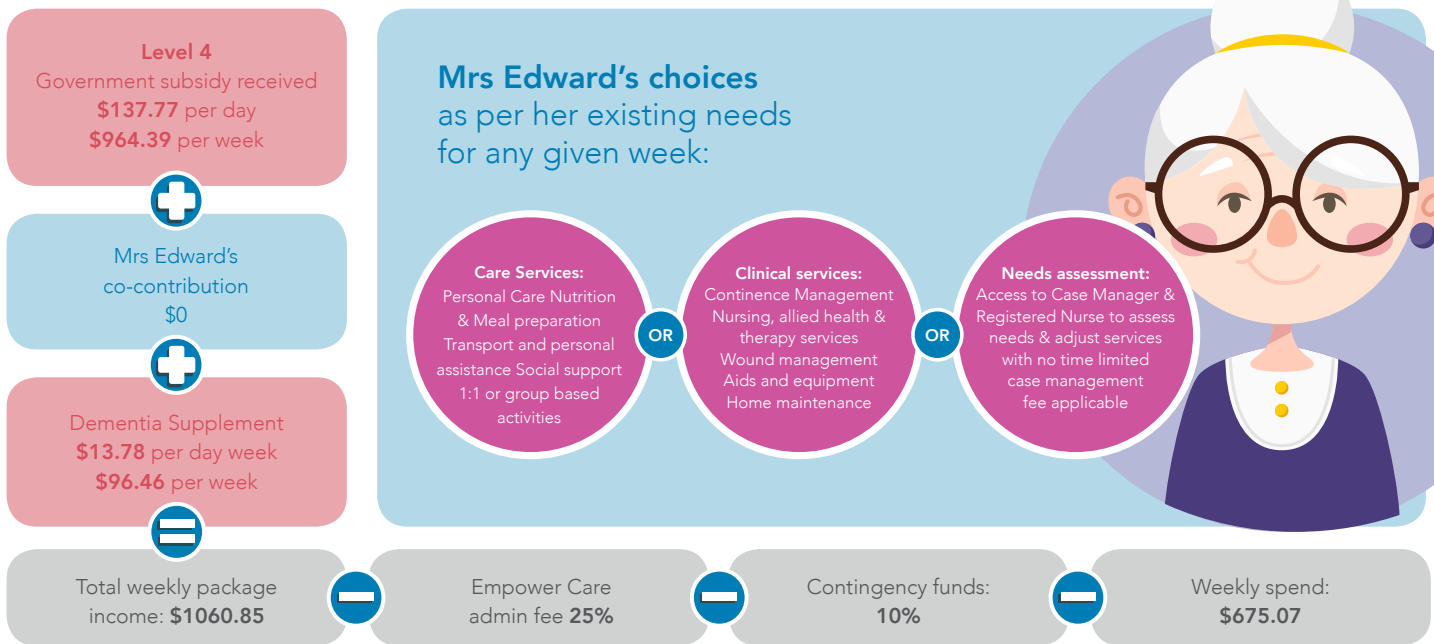 Level 4
Government subsidy received
$137.77 per day
$964.39 per week
Mrs Edward's
co-contribution
$0
Dementia Supplement
$13.78 per day week
$96.46 per week
Mrs Edward's choices
as per her existing needs
for any given week:
Care Services:
Personal Care Nutrition
& Meal preparation
Transport and personal
assistance Social support
1:1 or group based
activities
OR
Clinical services:
Continence Management
Nursing, allied health &
therapy services
Wound management
Aids and equipment
Home maintenance
OR
Needs assessment:
Access to Case Manager &
Registered Nurse to assess
needs & adjust services
with no time limited
case management
fee applicable
Total weekly package
income: $1060.85
Empower Care
admin fee 25%
Contingency funds:
10%
Weekly spend:
$675.07